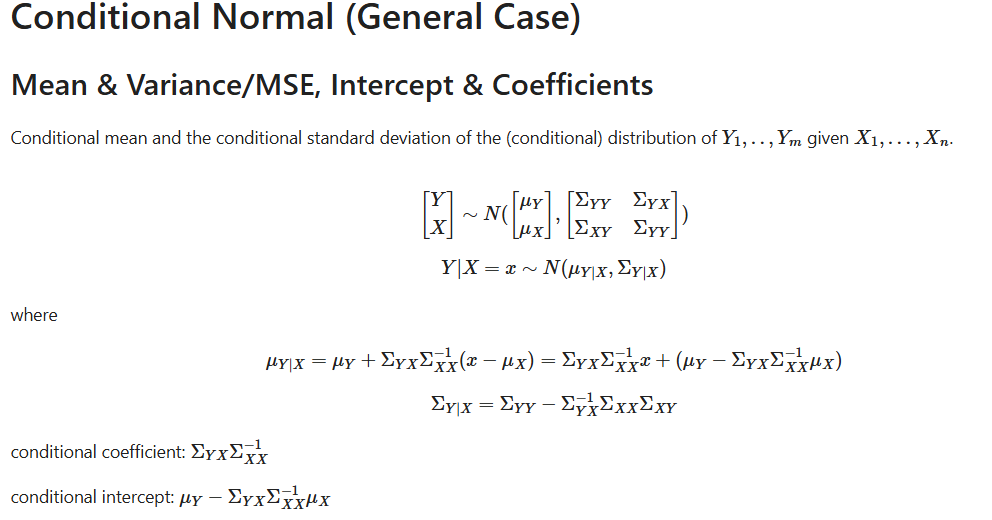 Conditional Normal (General Case)
Mean & Variance/MSE, Intercept & Coefficients
Conditional mean and the conditional standard deviation of the (conditional) distribution of $Y_1, .., Y_m$ given $X_1, ..., X_n$.
$\begin{bmatrix} Y \\ X \end{bmatrix} \sim N(\begin{bmatrix} \mu_Y \\ \mu_X \end{bmatrix}, \begin{bmatrix} \Sigma_{YY} & \Sigma_{YX} \\ \Sigma_{XY} & \Sigma_{YY} \end{bmatrix})$
$Y|X = x \sim N(\mu_{Y|X}, \Sigma_{Y|X})$
where
$\mu_{Y|X} = \mu_Y + \Sigma_{YX}\Sigma_{XX}^{-1}(x - \mu_X) = \Sigma_{YX}\Sigma_{XX}^{-1}x + (\mu_Y - \Sigma_{YX}\Sigma_{XX}^{-1}\mu_X)$
$\Sigma_{Y|X} = \Sigma_{YY} - \Sigma_{YX}^{-1}\Sigma_{XX}\Sigma_{XY}$
conditional coefficient: $\Sigma_{YX}\Sigma_{XX}^{-1}$
conditional intercept: $\mu_Y - \Sigma_{YX}\Sigma_{XX}^{-1}\mu_X$